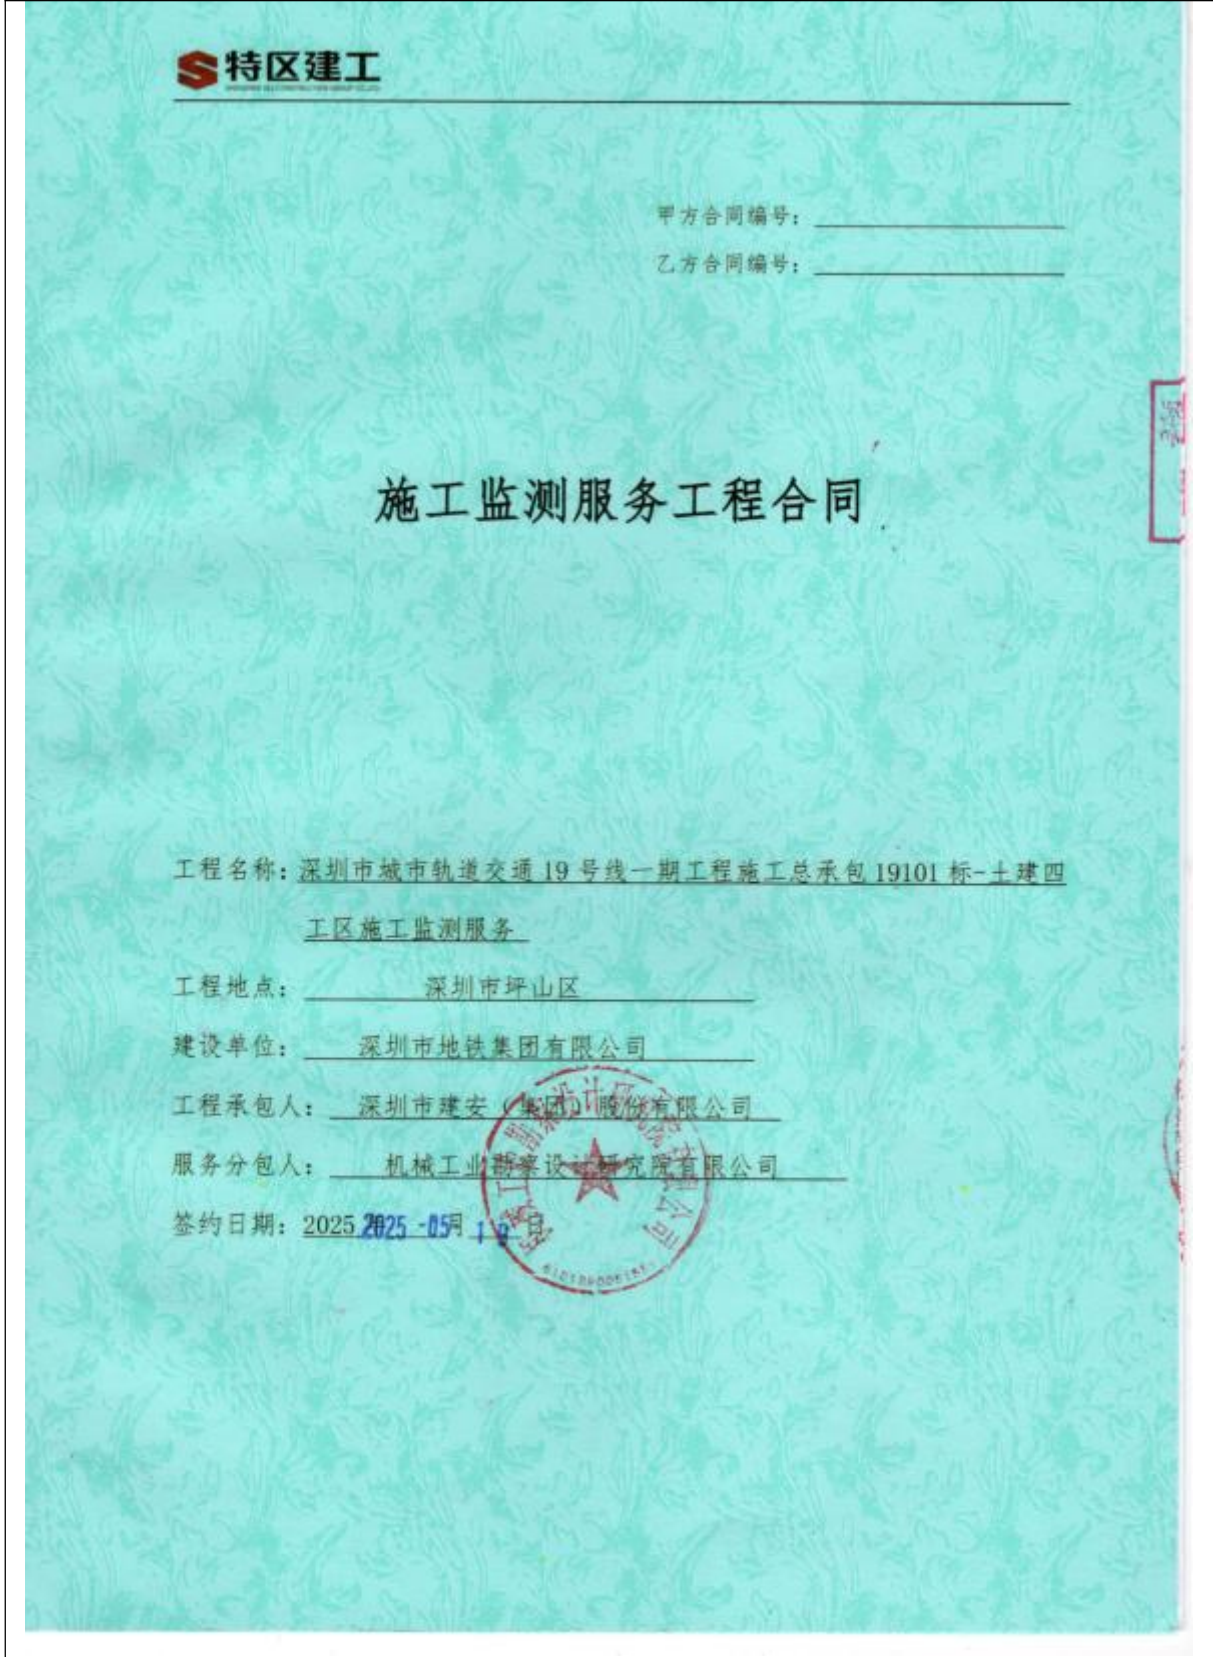 特区建工
甲方合同编号：
乙方合同编号：
施工监测服务工程合同
工程名称：深圳市城市轨道交通19号线一期工程施工总承包19101标-土建四
工区施工监测服务
工程地点：深圳市坪山区
建设单位：深圳市地铁集团有限公司
工程承包人：深圳市建安（集团）股份有限公司
服务分包人：机械工业勘察设计研究院有限公司
签约日期：2025 2025-05月 日